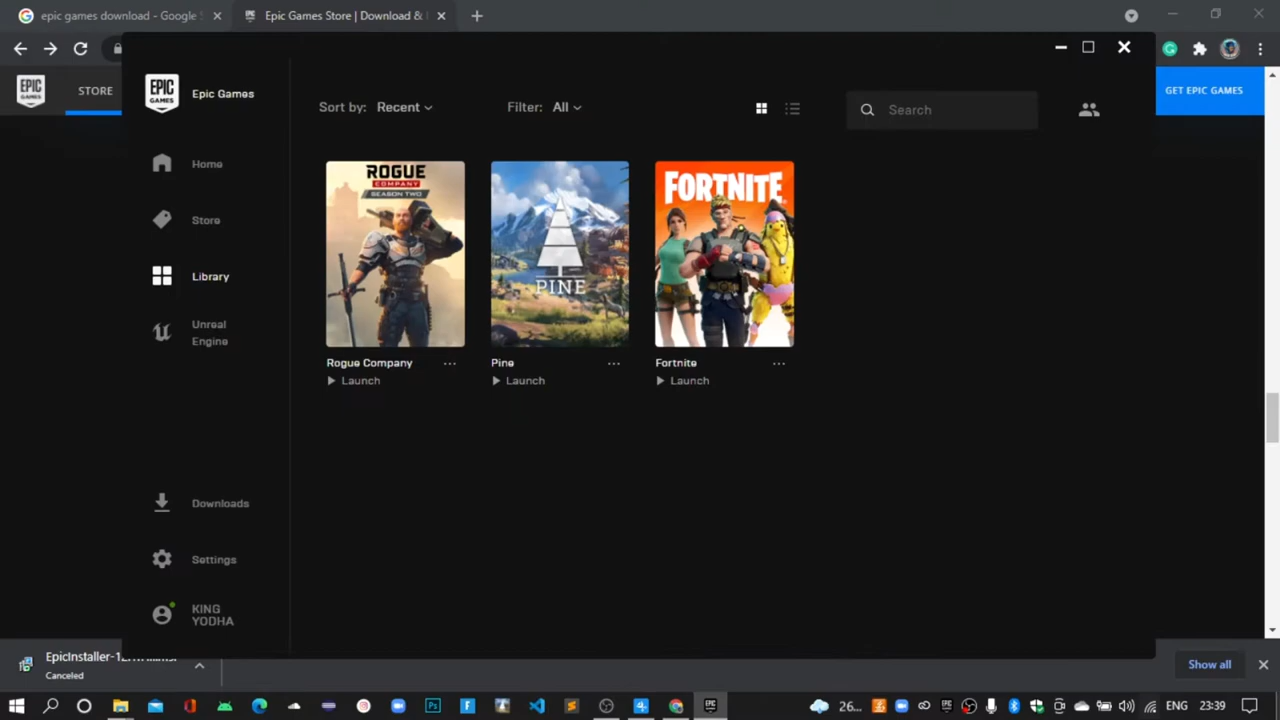 epic games download - Google S
Epic Games Store | Download &
EPIC GAMES
STORE
GET EPIC GAMES
EPIC GAMES
Epic Games
Home
Store
Library
Unreal
Engine
Downloads
Settings
KING
YODHA
Sort by: Recent
Filter: All
Search
ROGUE
COMPANY
SEASON TWO
PINE
FORTNITE
Rogue Company ...
Launch
Pine ...
Launch
Fortnite ...
Launch
Canceled
Show all
26...
ENG 23:39